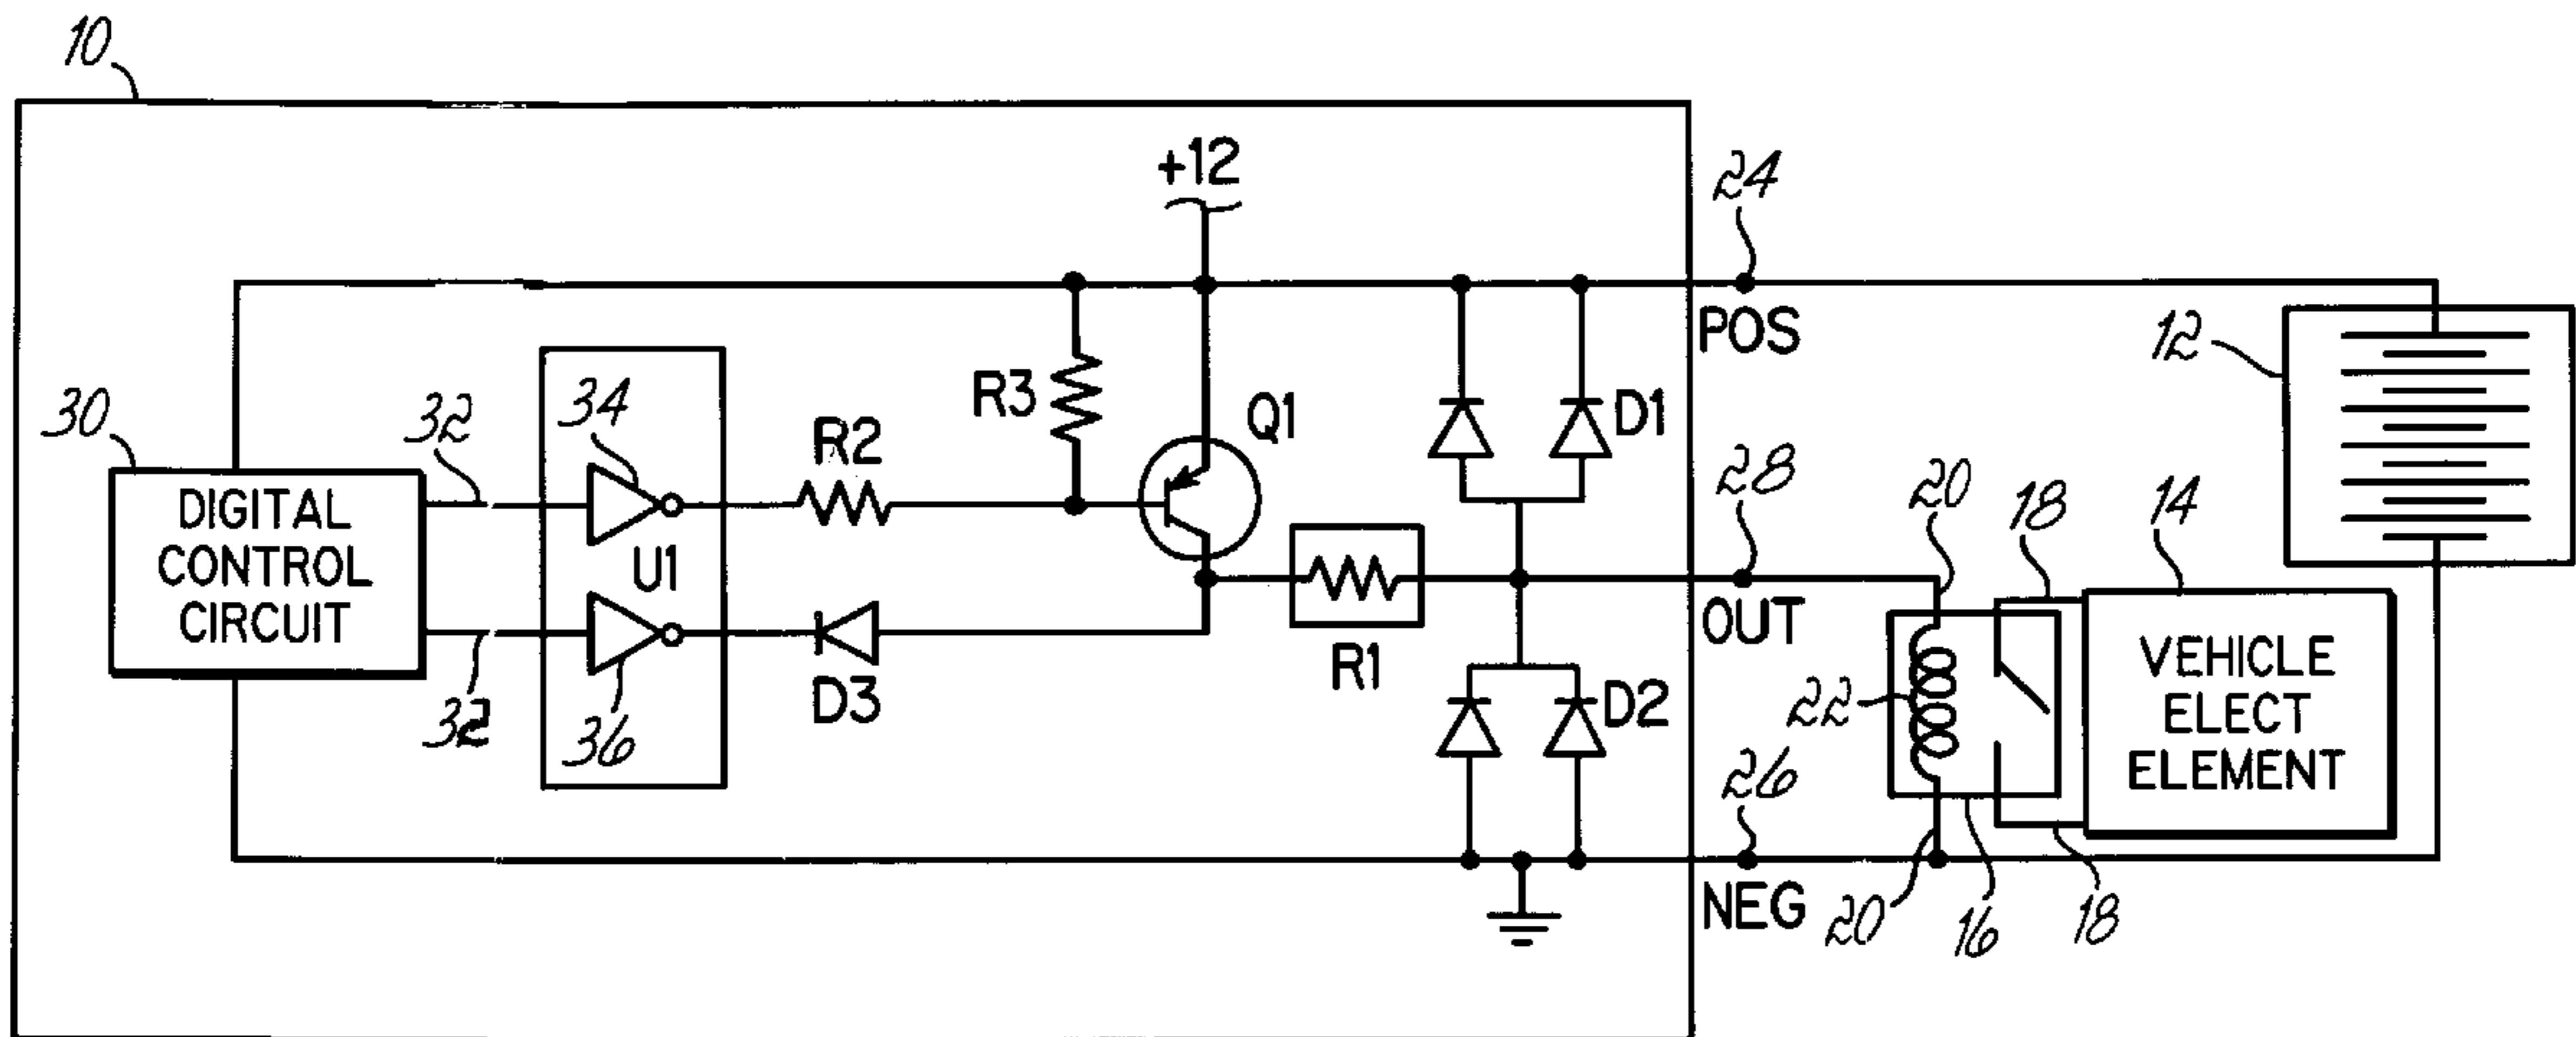 10
+12
24
POS
12
30
32
34
R2
R3
Q1
D1
28
20
18
14
DIGITAL
CONTROL
CIRCUIT
U1
R1
OUT
VEHICLE
ELECT
ELEMENT
32
36
D3
D2
22
26
NEG
20
16
18